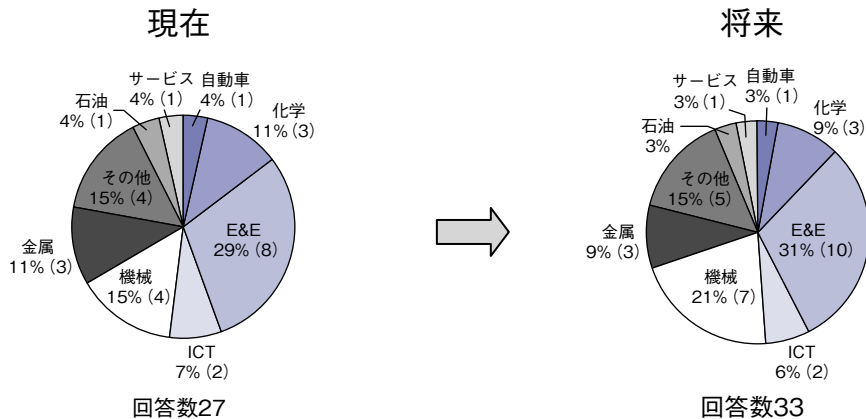 現在
サービス
4% (1)
自動車
4% (1)
石油
4% (1)
化学
11% (3)
その他
15% (4)
E&E
29% (8)
金属
11% (3)
機械
15% (4)
ICT
7% (2)
回答数27
将来
サービス
3% (1)
自動車
3% (1)
石油
3%
化学
9% (3)
その他
15% (5)
E&E
31% (10)
金属
9% (3)
機械
21% (7)
ICT
6% (2)
回答数33